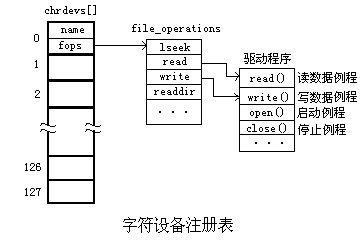 chrdevs[]
name
0
fops
1
2
126
127
file_operations
lseek
read
write
readdir
· · ·
驱动程序
read() 读数据例程
write() 写数据例程
open() 启动例程
close() 停止例程
· · ·
字符设备注册表